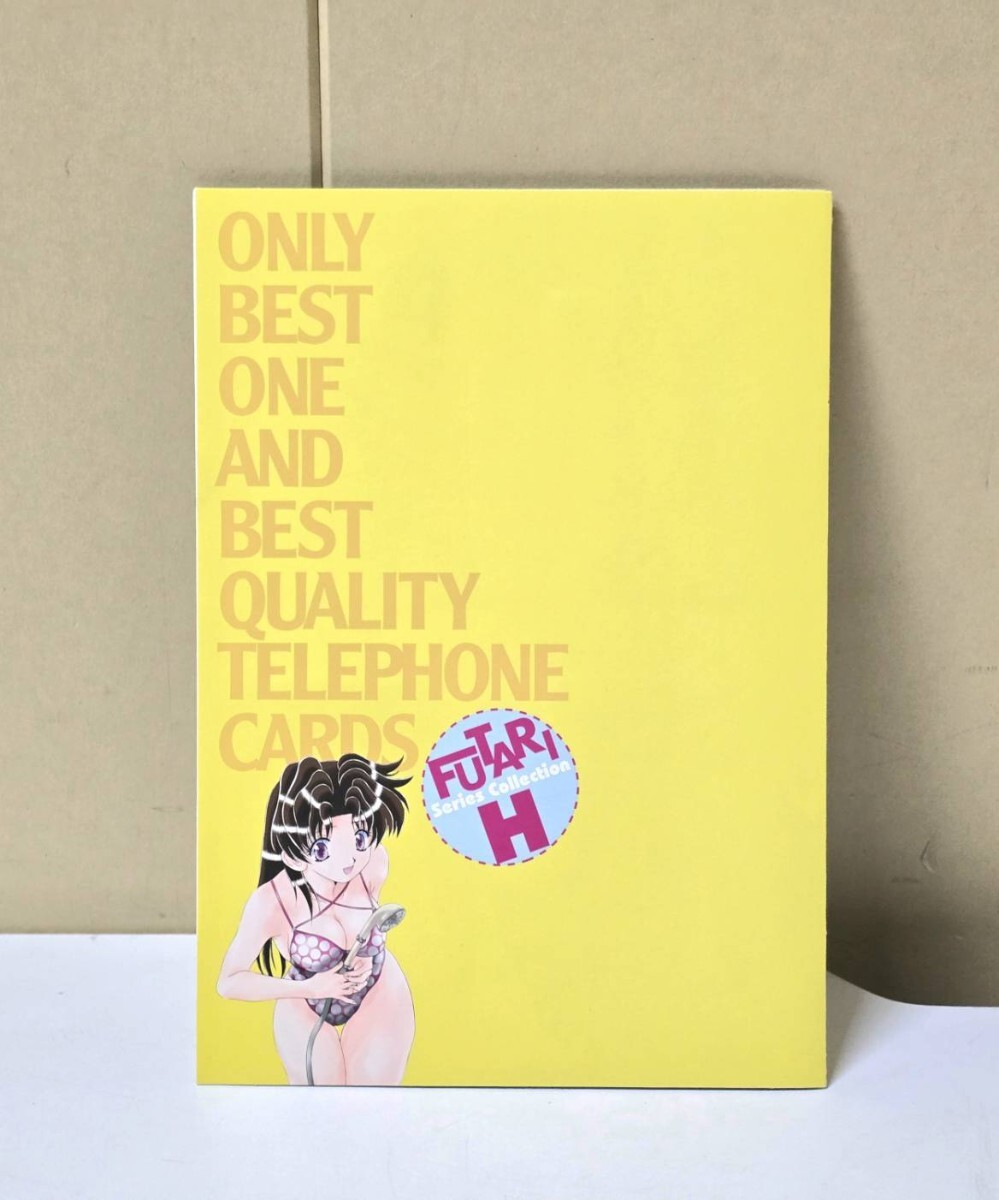 ONLY
BEST
ONE
AND
BEST
QUALITY
TELEPHONE
CARDS
FUTARI
Series Collection
H